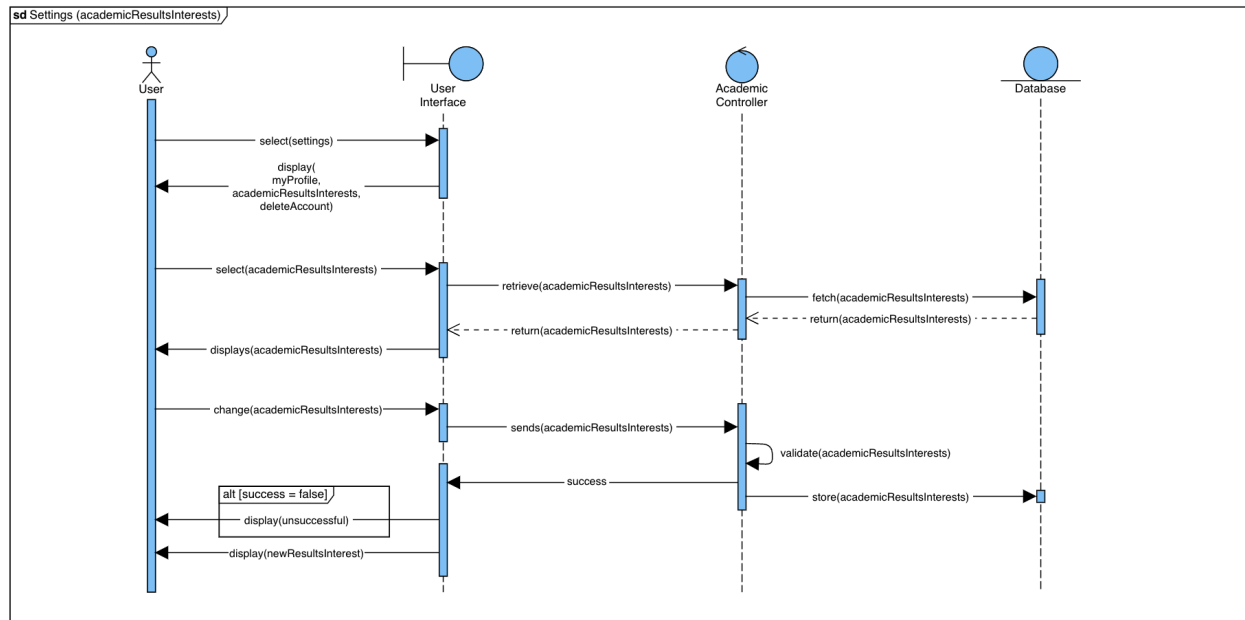 sd Settings (academicResultsInterests)
User
User
Interface
Academic
Controller
Database
select(settings)
display(
myProfile,
academicResultsInterests,
deleteAccount)
select(academicResultsInterests)
retrieve(academicResultsInterests)
fetch(academicResultsInterests)
return(academicResultsInterests)
return(academicResultsInterests)
displays(academicResultsInterests)
change(academicResultsInterests)
sends(academicResultsInterests)
validate(academicResultsInterests)
success
store(academicResultsInterests)
alt [success = false]
display(unsuccessful)
display(newResultsInterest)